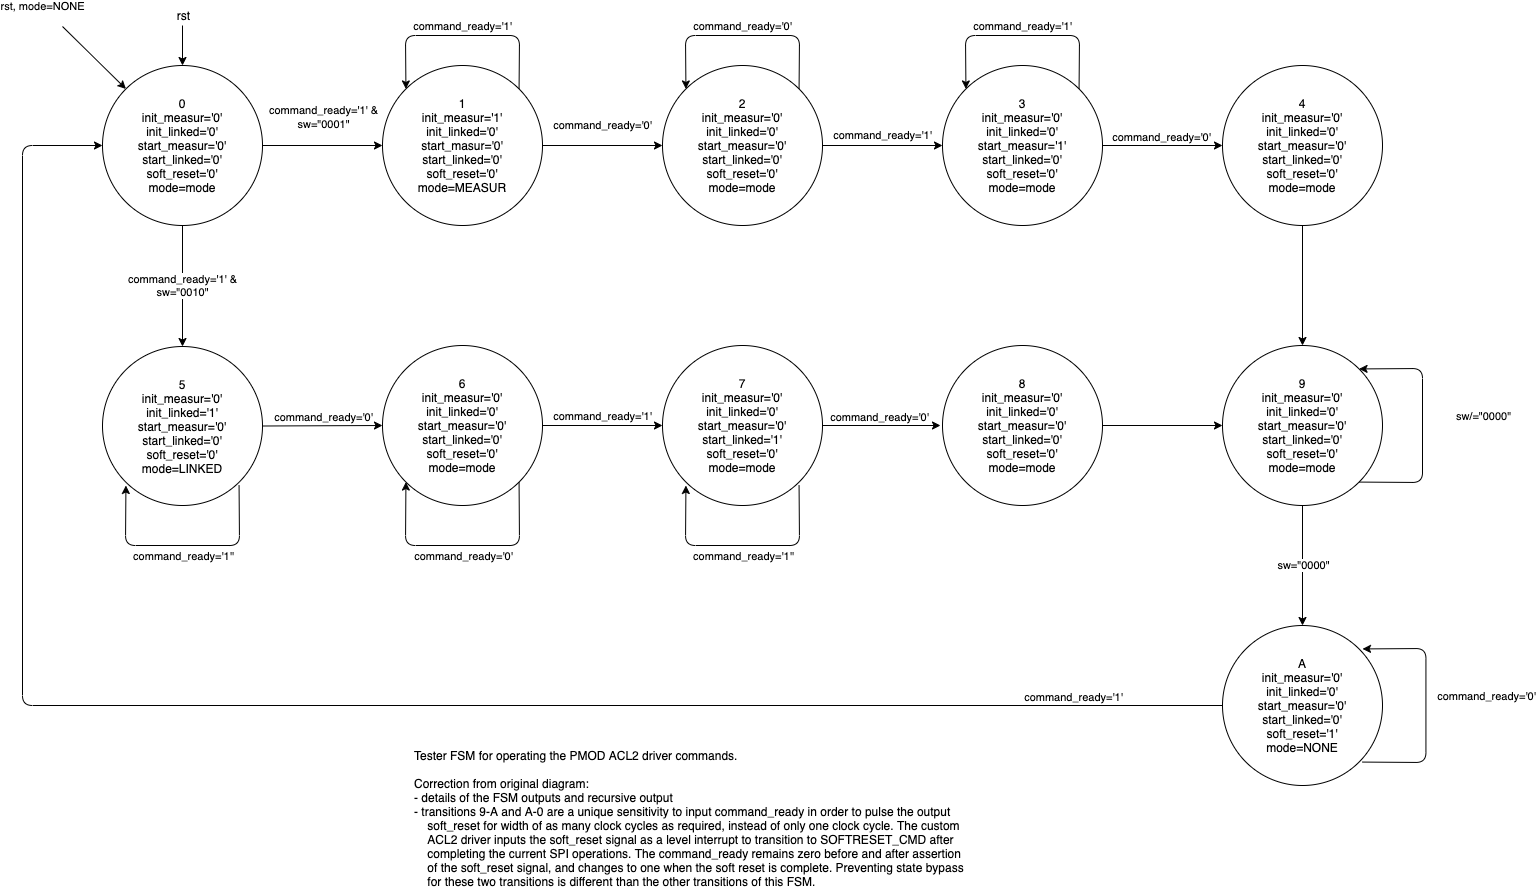 rst, mode=NONE
rst
command_ready='1'
command_ready='0'
command_ready='1'
0
init_measur='0'
init_linked='0'
start_measur='0'
start_linked='0'
soft_reset='0'
mode=mode
command_ready='1' &
sw="0001"
1
init_measur='1'
init_linked='0'
start_measur='0'
start_linked='0'
soft_reset='0'
mode=MEASUR
command_ready='0'
2
init_measur='0'
init_linked='0'
start_measur='0'
start_linked='0'
soft_reset='0'
mode=mode
command_ready='1'
3
init_measur='0'
init_linked='0'
start_measur='1'
start_linked='0'
soft_reset='0'
mode=mode
command_ready='0'
4
init_measur='0'
init_linked='0'
start_measur='0'
start_linked='0'
soft_reset='0'
mode=mode
command_ready='1' &
sw="0010"
5
init_measur='0'
init_linked='1'
start_measur='0'
start_linked='0'
soft_reset='0'
mode=LINKED
command_ready='0'
6
init_measur='0'
init_linked='0'
start_measur='0'
start_linked='0'
soft_reset='0'
mode=mode
command_ready='1'
7
init_measur='0'
init_linked='0'
start_measur='0'
start_linked='1'
soft_reset='0'
mode=mode
command_ready='0'
8
init_measur='0'
init_linked='0'
start_measur='0'
start_linked='0'
soft_reset='0'
mode=mode
9
init_measur='0'
init_linked='0'
start_measur='0'
start_linked='0'
soft_reset='0'
mode=mode
sw/="0000"
command_ready='1"
command_ready='0'
command_ready='1"
sw="0000"
A
init_measur='0'
init_linked='0'
start_measur='0'
start_linked='0'
soft_reset='1'
mode=NONE
command_ready='0'
command_ready='1'
Tester FSM for operating the PMOD ACL2 driver commands.
Correction from original diagram:
- details of the FSM outputs and recursive output
- transitions 9-A and A-0 are a unique sensitivity to input command_ready in order to pulse the output
soft_reset for width of as many clock cycles as required, instead of only one clock cycle. The custom
ACL2 driver inputs the soft_reset signal as a level interrupt to transition to SOFTRESET_CMD after
completing the current SPI operations. The command_ready remains zero before and after assertion
of the soft_reset signal, and changes to one when the soft reset is complete. Preventing state bypass
for these two transitions is different than the other transitions of this FSM.